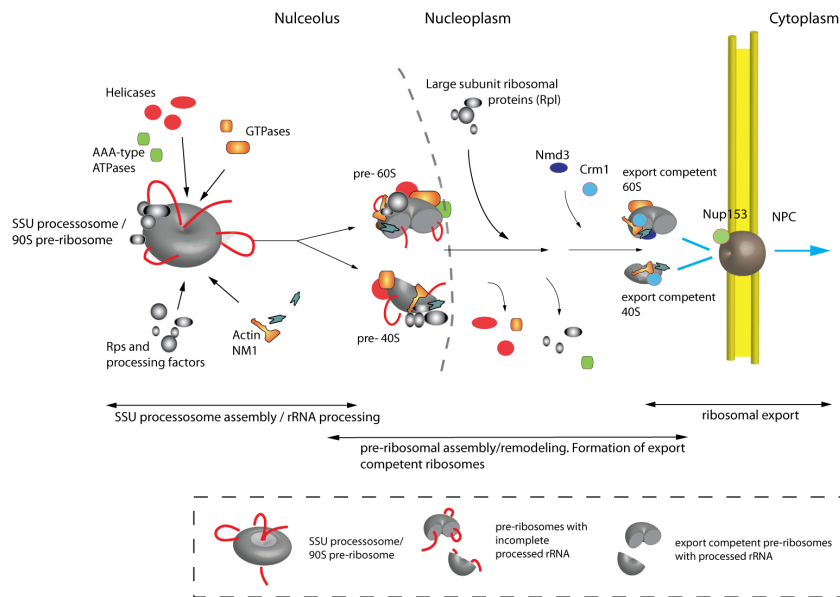 Nulceolus
Nucleoplasm
Cytoplasm
Helicases
GTPases
AAA-type
ATPases
SSU processosome /
90S pre-ribosome
Rps and
processing factors
Actin
NM1
pre- 60S
pre- 40S
Large subunit ribosomal
proteins (Rpl)
Nmd3
Crm1
export competent
60S
Nup153
NPC
export competent
40S
SSU processosome assembly / rRNA processing
pre-ribosomal assembly/remodeling. Formation of export
competent ribosomes
ribosomal export
SSU processosome/
90S pre-ribosome
pre-ribosomes with
incomplete
processed rRNA
export competent pre-ribosomes
with processed rRNA